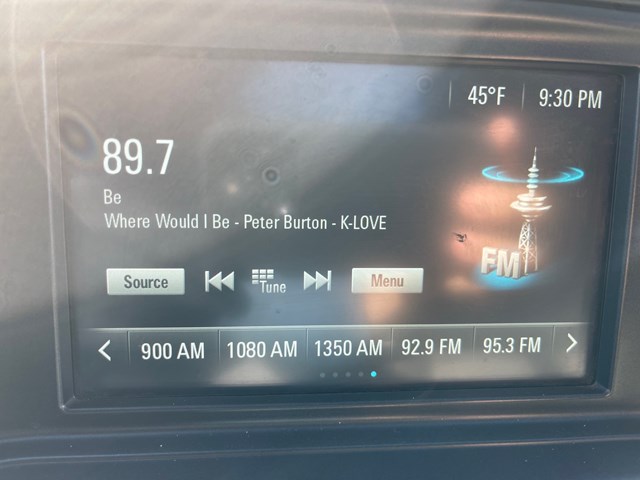 45°F 9:30 PM
89.7
Be
Where Would I Be - Peter Burton - K-LOVE
FM
Source Tune Menu
900 AM 1080 AM 1350 AM 92.9 FM 95.3 FM